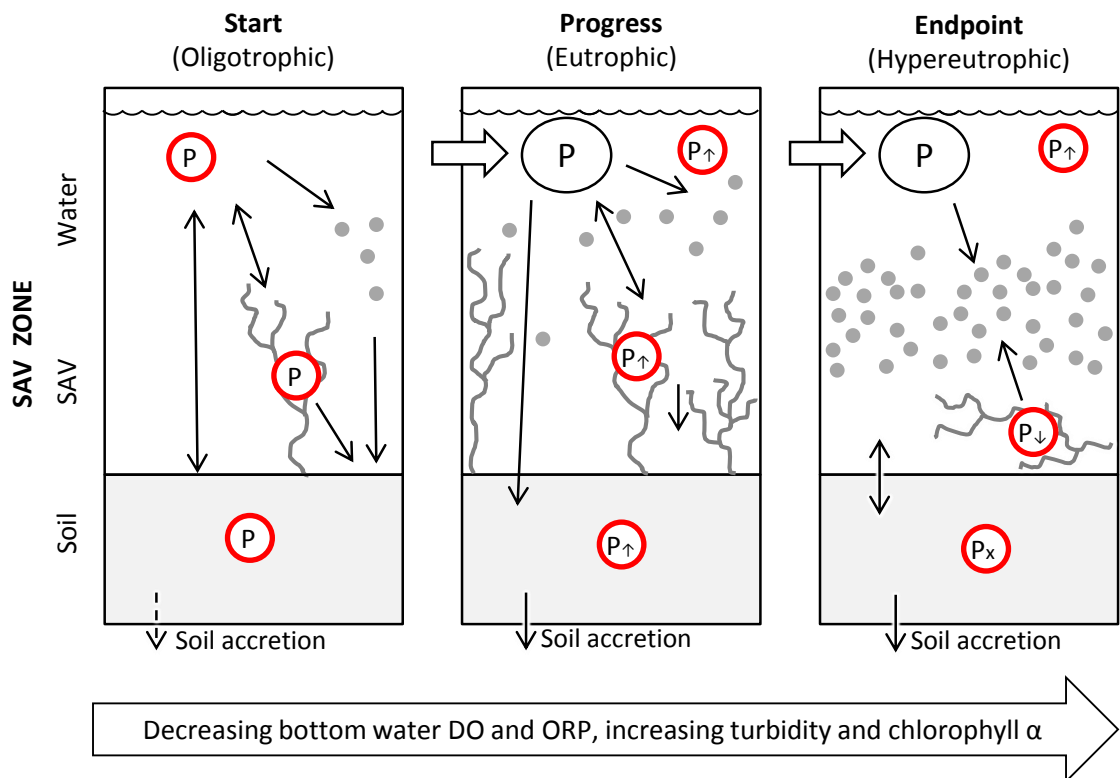 Start
(Oligotrophic)
Progress
(Eutrophic)
Endpoint
(Hypereutrophic)
SAV ZONE
Water
SAV
Soil
P
P
P
Soil accretion
P
P↑
P↑
P↑
Soil accretion
P
P↑
P↓
Px
Soil accretion
Decreasing bottom water DO and ORP, increasing turbidity and chlorophyll α